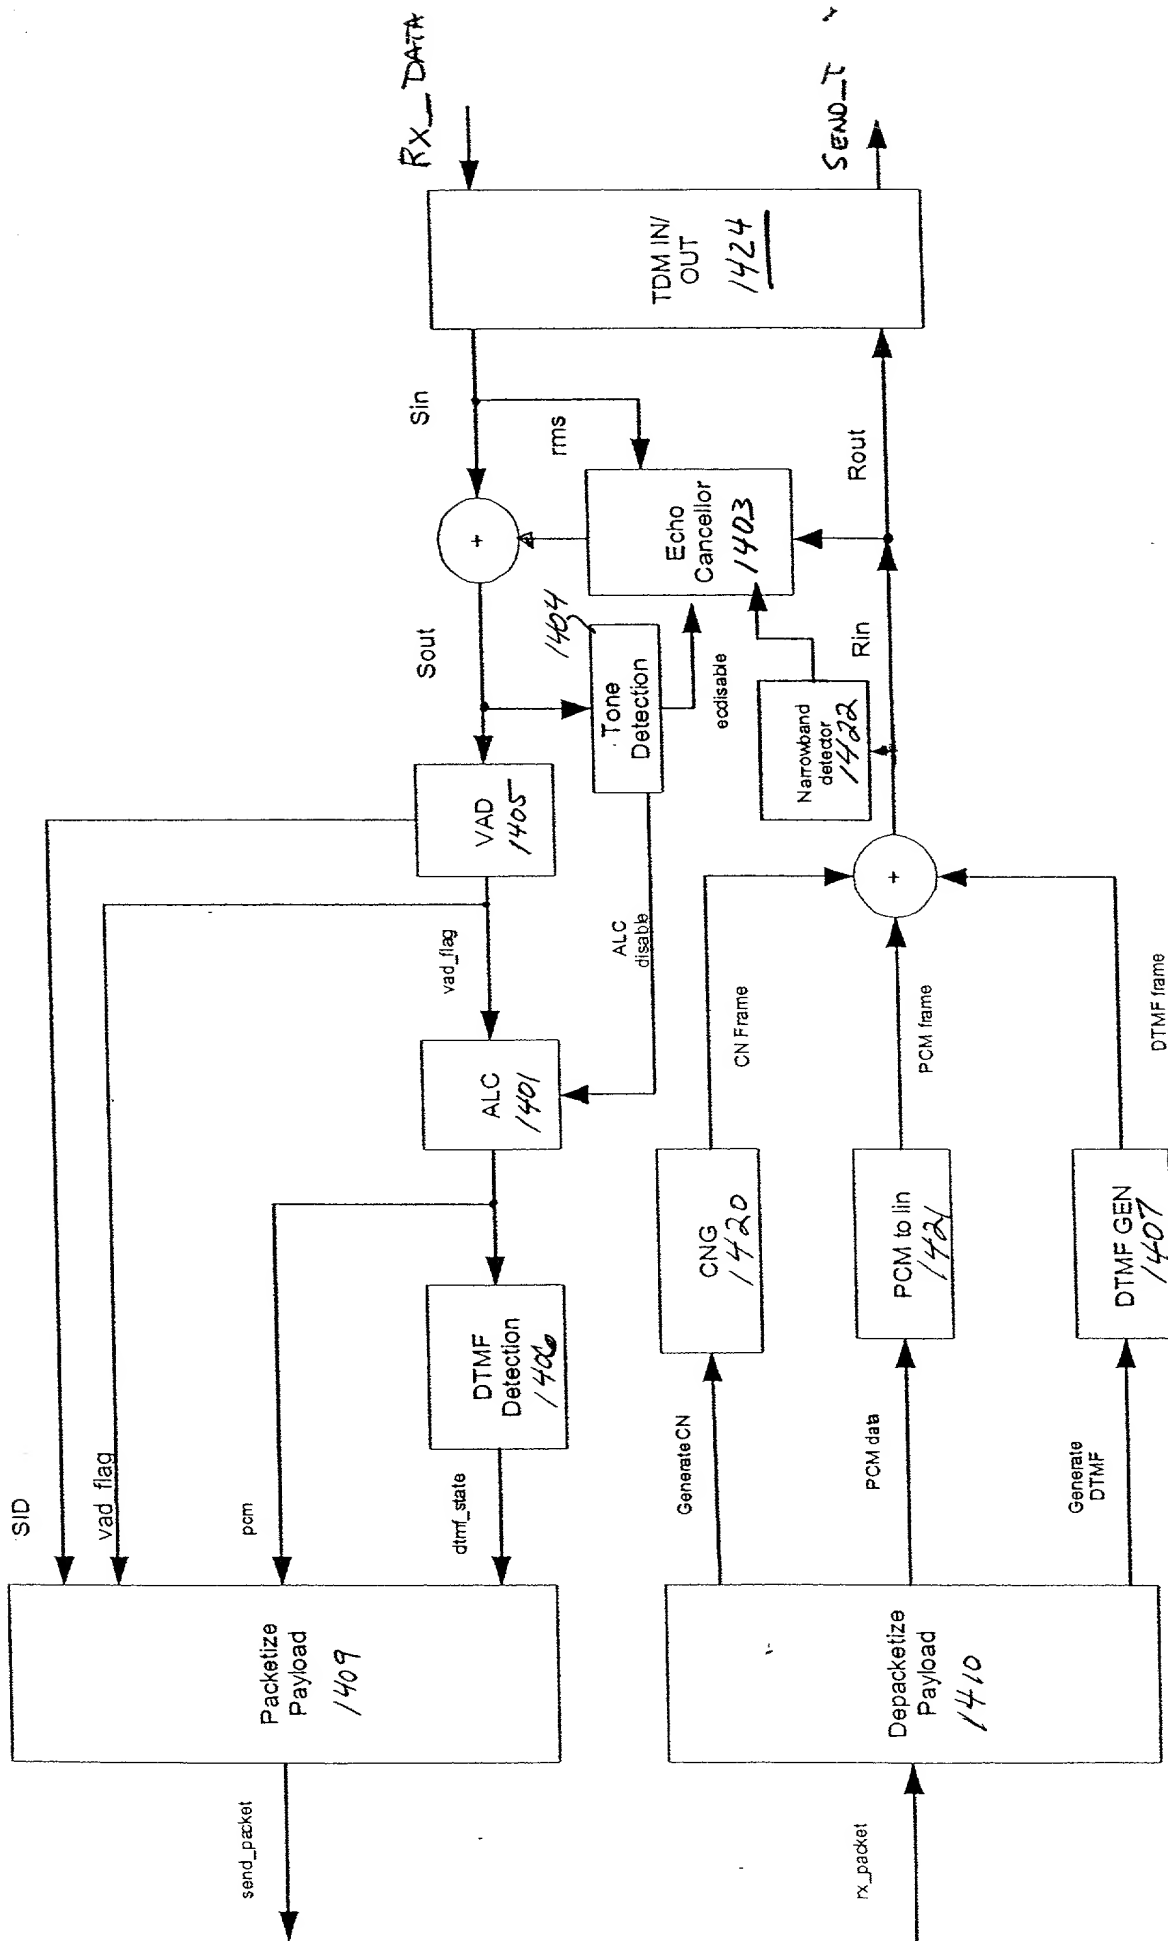 RX_DATA
SEND_T
TDM IN/
OUT
1424
Sin
rms
+
Echo
Cancellor
1403
Rout
Sout
1404
Tone
Detection
ecdisable
Narrowband
detector
1422
Rin
VAD
1405
+
SID
vad_flag
vad_flag
ALC
disable
ALC
1401
CN Frame
PCM frame
DTMF frame
pcm
DTMF
Detection
1406
dtmf_state
CNG
1420
PCM to lin
1421
DTMF GEN
1407
Generate CN
PCM data
Generate
DTMF
Packetize
Payload
1409
Depacketize
Payload
1410
send_packet
rx_packet